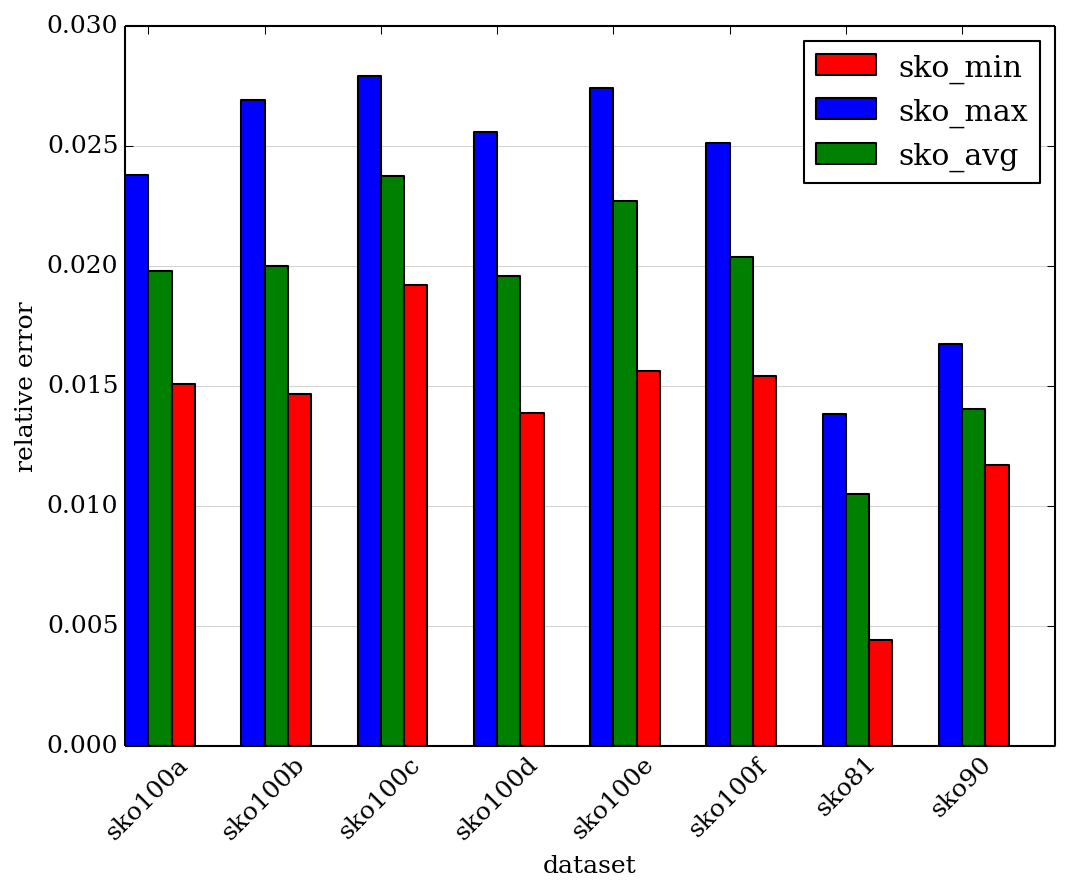 0.030
0.025
0.020
0.015
0.010
0.005
0.000
relative error
sko_min
sko_max
sko_avg
sko100a
sko100b
sko100c
sko100d
sko100e
sko100f
sko81
sko90
dataset